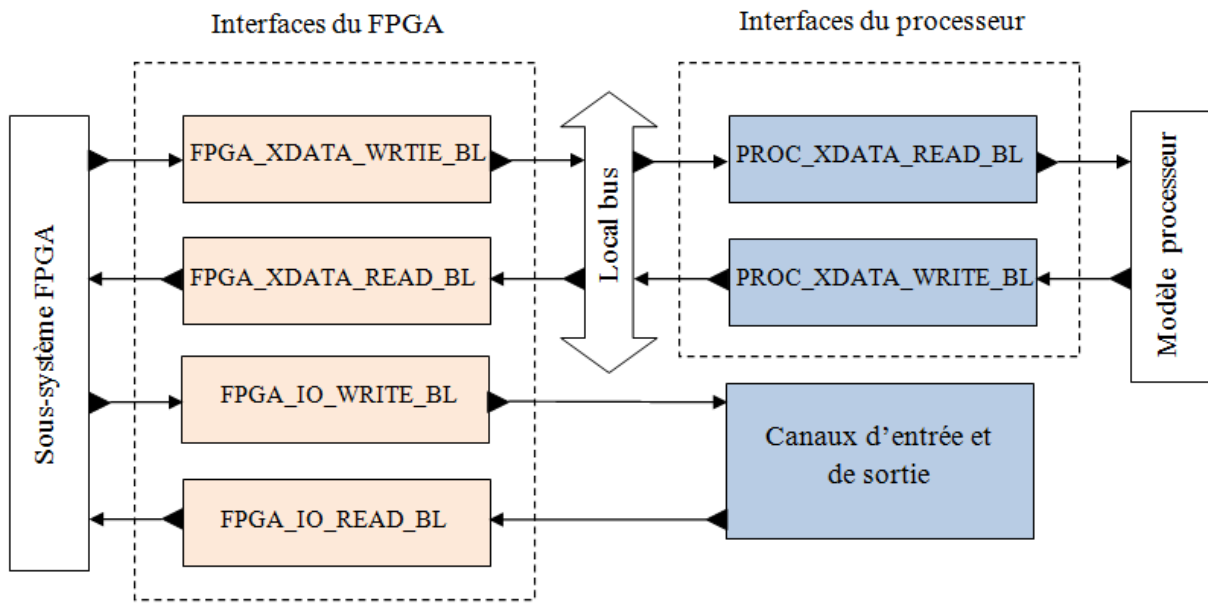 Interfaces du FPGA
Interfaces du processeur
Sous-système FPGA
FPGA_XDATA_WRTIE_BL
FPGA_XDATA_READ_BL
FPGA_IO_WRITE_BL
FPGA_IO_READ_BL
Local bus
PROC_XDATA_READ_BL
PROC_XDATA_WRITE_BL
Canaux d’entrée et
de sortie
Modèle processeur